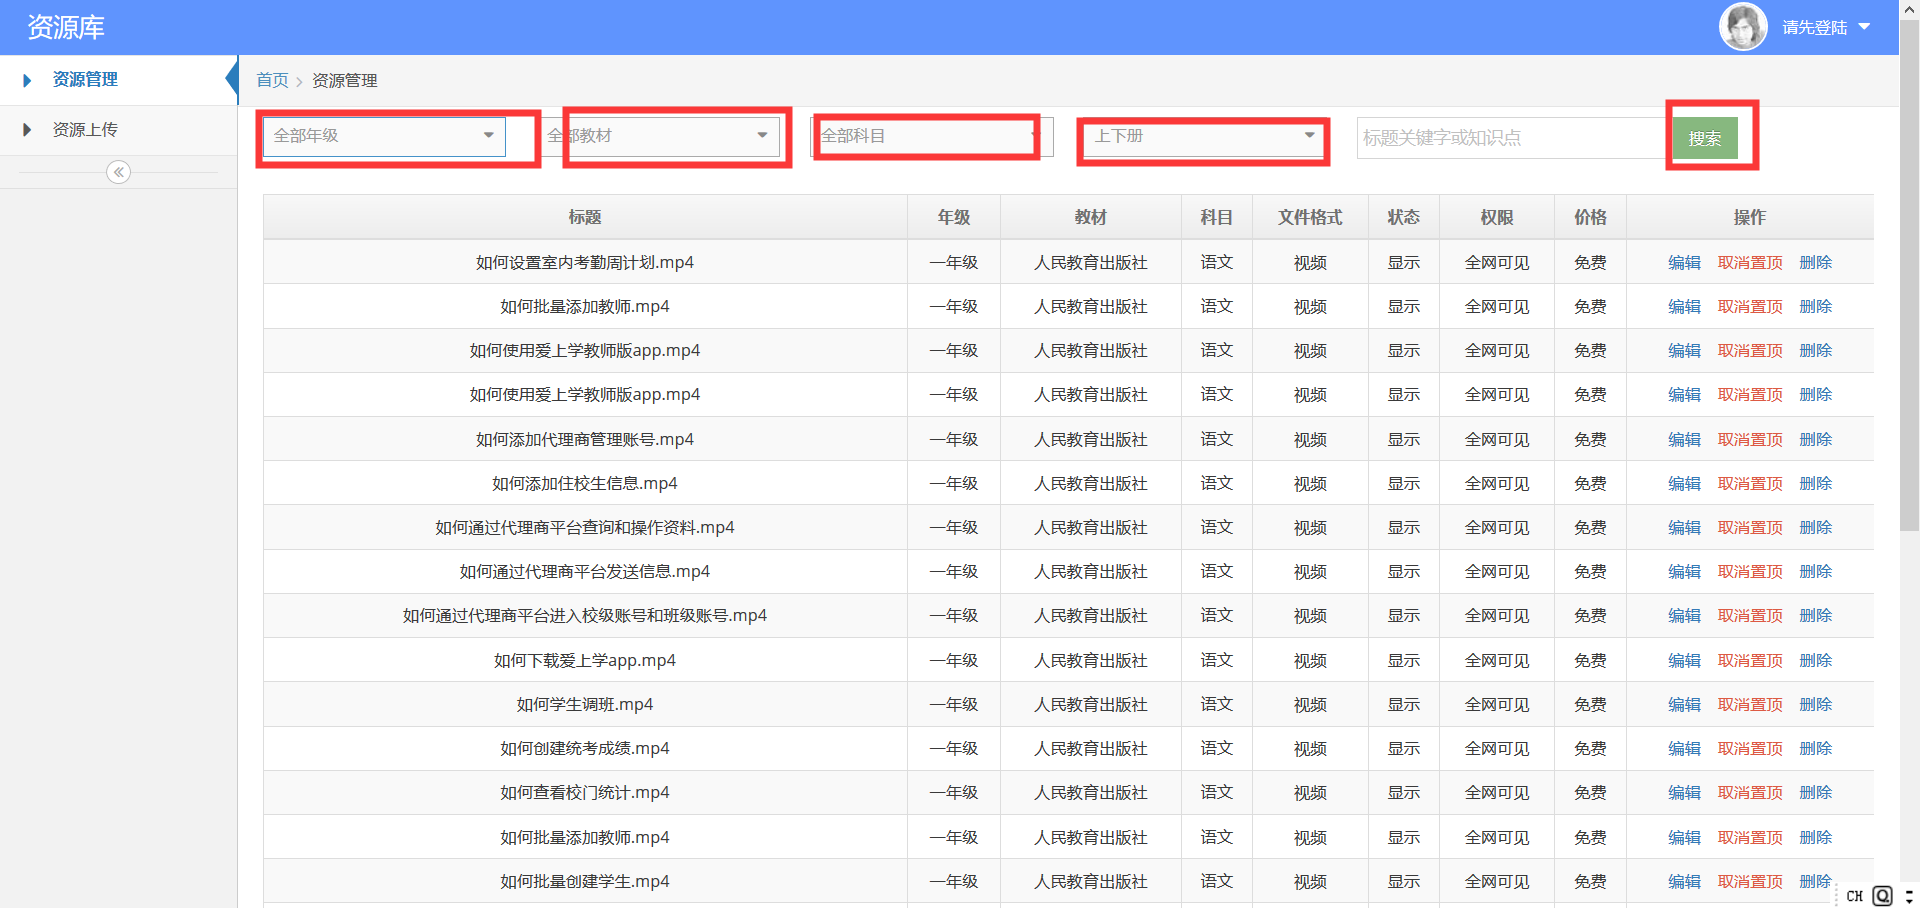 资源库
请先登陆
资源管理
资源上传
首页 资源管理
全部年级 全部教材 全部科目 上下册 标题关键字或知识点 搜索
标题 年级 教材 科目 文件格式 状态 权限 价格 操作
如何设置室内考勤周计划.mp4 一年级 人民教育出版社 语文 视频 显示 全网可见 免费 编辑 取消置顶 删除
如何批量添加教师.mp4 一年级 人民教育出版社 语文 视频 显示 全网可见 免费 编辑 取消置顶 删除
如何使用爱上学教师版app.mp4 一年级 人民教育出版社 语文 视频 显示 全网可见 免费 编辑 取消置顶 删除
如何使用爱上学教师版app.mp4 一年级 人民教育出版社 语文 视频 显示 全网可见 免费 编辑 取消置顶 删除
如何添加代理商管理账号.mp4 一年级 人民教育出版社 语文 视频 显示 全网可见 免费 编辑 取消置顶 删除
如何添加住校生信息.mp4 一年级 人民教育出版社 语文 视频 显示 全网可见 免费 编辑 取消置顶 删除
如何通过代理商平台查询和操作资料.mp4 一年级 人民教育出版社 语文 视频 显示 全网可见 免费 编辑 取消置顶 删除
如何通过代理商平台发送信息.mp4 一年级 人民教育出版社 语文 视频 显示 全网可见 免费 编辑 取消置顶 删除
如何通过代理商平台进入校级账号和班级账号.mp4 一年级 人民教育出版社 语文 视频 显示 全网可见 免费 编辑 取消置顶 删除
如何下载爱上学app.mp4 一年级 人民教育出版社 语文 视频 显示 全网可见 免费 编辑 取消置顶 删除
如何学生调班.mp4 一年级 人民教育出版社 语文 视频 显示 全网可见 免费 编辑 取消置顶 删除
如何创建统考成绩.mp4 一年级 人民教育出版社 语文 视频 显示 全网可见 免费 编辑 取消置顶 删除
如何查看校门统计.mp4 一年级 人民教育出版社 语文 视频 显示 全网可见 免费 编辑 取消置顶 删除
如何批量添加教师.mp4 一年级 人民教育出版社 语文 视频 显示 全网可见 免费 编辑 取消置顶 删除
如何批量创建学生.mp4 一年级 人民教育出版社 语文 视频 显示 全网可见 免费 编辑 取消置顶 删除
CH